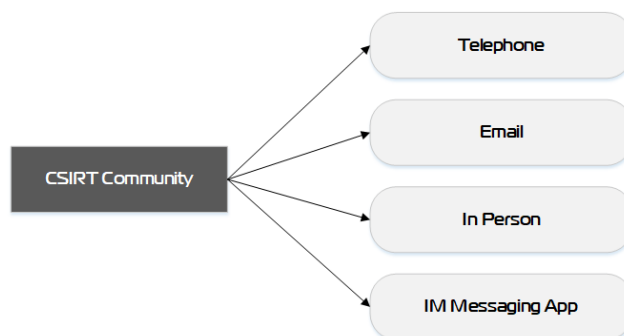 Telephone
Email
CSIRT Community
In Person
IM Messaging App